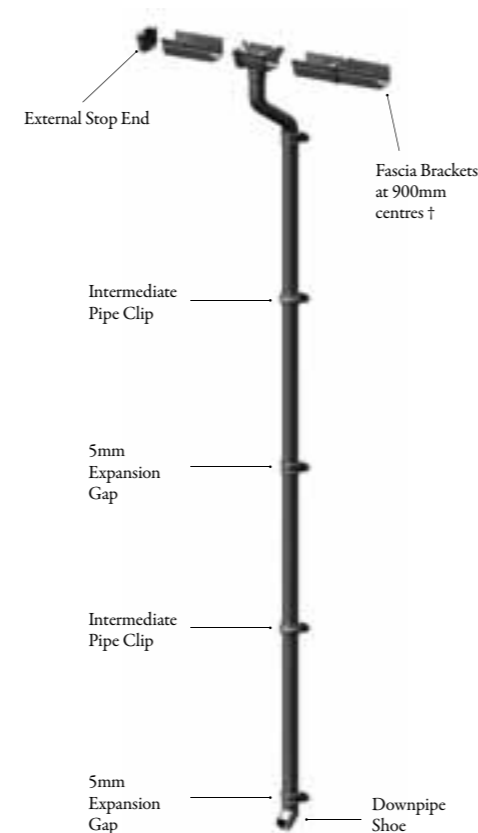 External Stop End
Fascia Brackets
at 900mm
centres †
Intermediate
Pipe Clip
5mm
Expansion
Gap
Intermediate
Pipe Clip
5mm
Expansion
Gap
Downpipe
Shoe